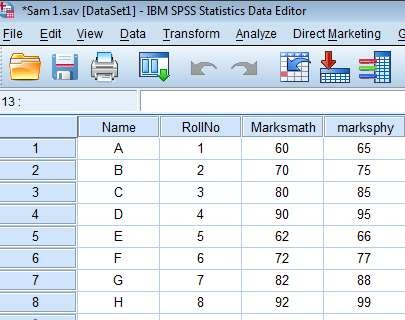 *Sam 1.sav [DataSet1] - IBM SPSS Statistics Data Editor
File Edit View Data Transform Analyze Direct Marketing
13 :
Name RollNo Marksmath marksphy
1 A 1 60 65
2 B 2 70 75
3 C 3 80 85
4 D 4 90 95
5 E 5 62 66
6 F 6 72 77
7 G 7 82 88
8 H 8 92 99